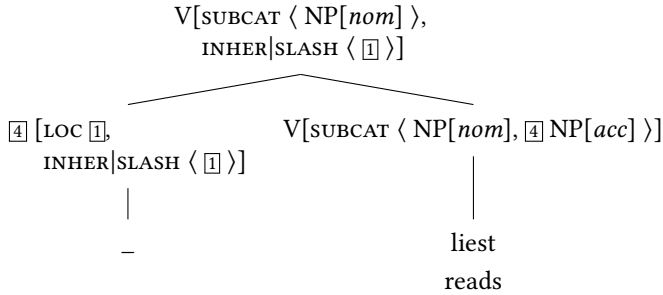 V[SUBCAT ⟨ NP[nom] ⟩,
INHER|SLASH ⟨ 1 ⟩]
4 [LOC 1, V[SUBCAT ⟨ NP[nom], 4 NP[acc] ⟩]
INHER|SLASH ⟨ 1 ⟩]
_ liest
reads